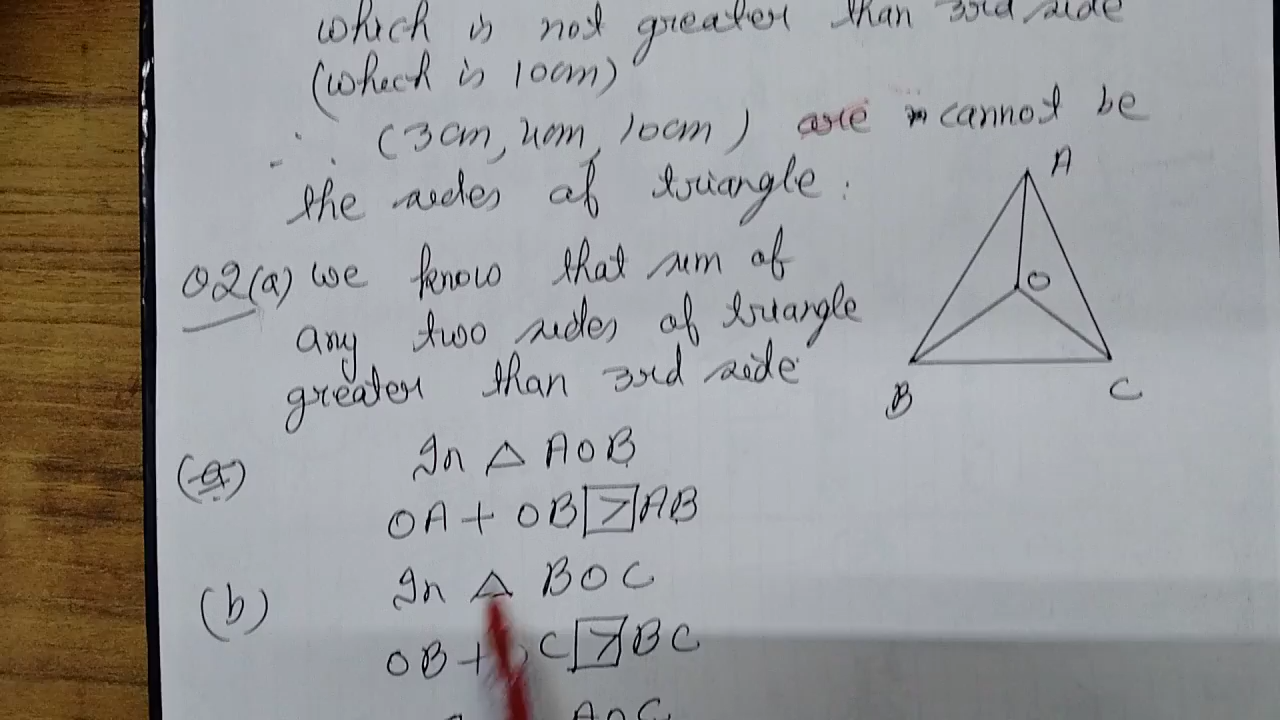 which is not greater than 3rd side
(which is 10cm)
∴ (3cm, 4cm, 10cm) are cannot be
the sides of triangle.
Q2(a) we know that sum of
any two sides of triangle
greater than 3rd side
A
O
B
C
(a) In △ AOB
OA + OB > AB
(b) In △ BOC
OB + OC > BC
AOC